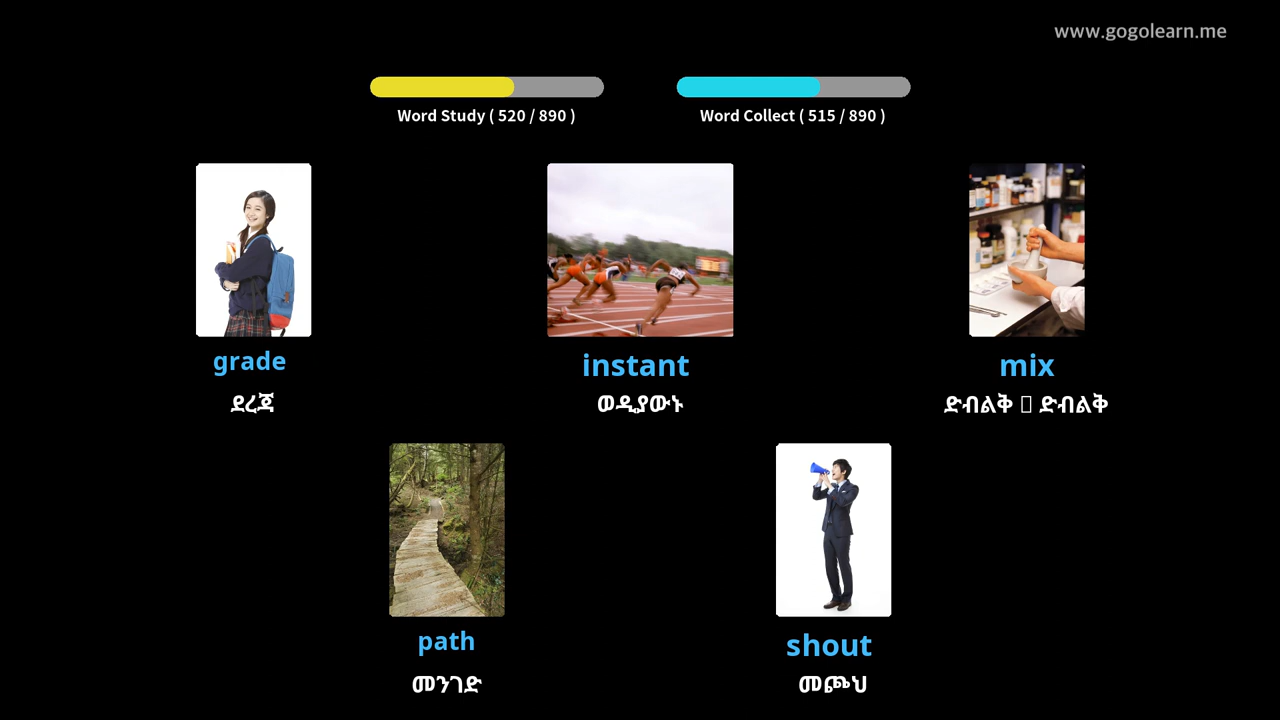 www.gogolearn.me
Word Study ( 520 / 890 )
Word Collect ( 515 / 890 )
grade
ደረጃ
instant
ወዲያውኑ
mix
ድብልቅ ▯ ድብልቅ
path
መንገድ
shout
መጮህ